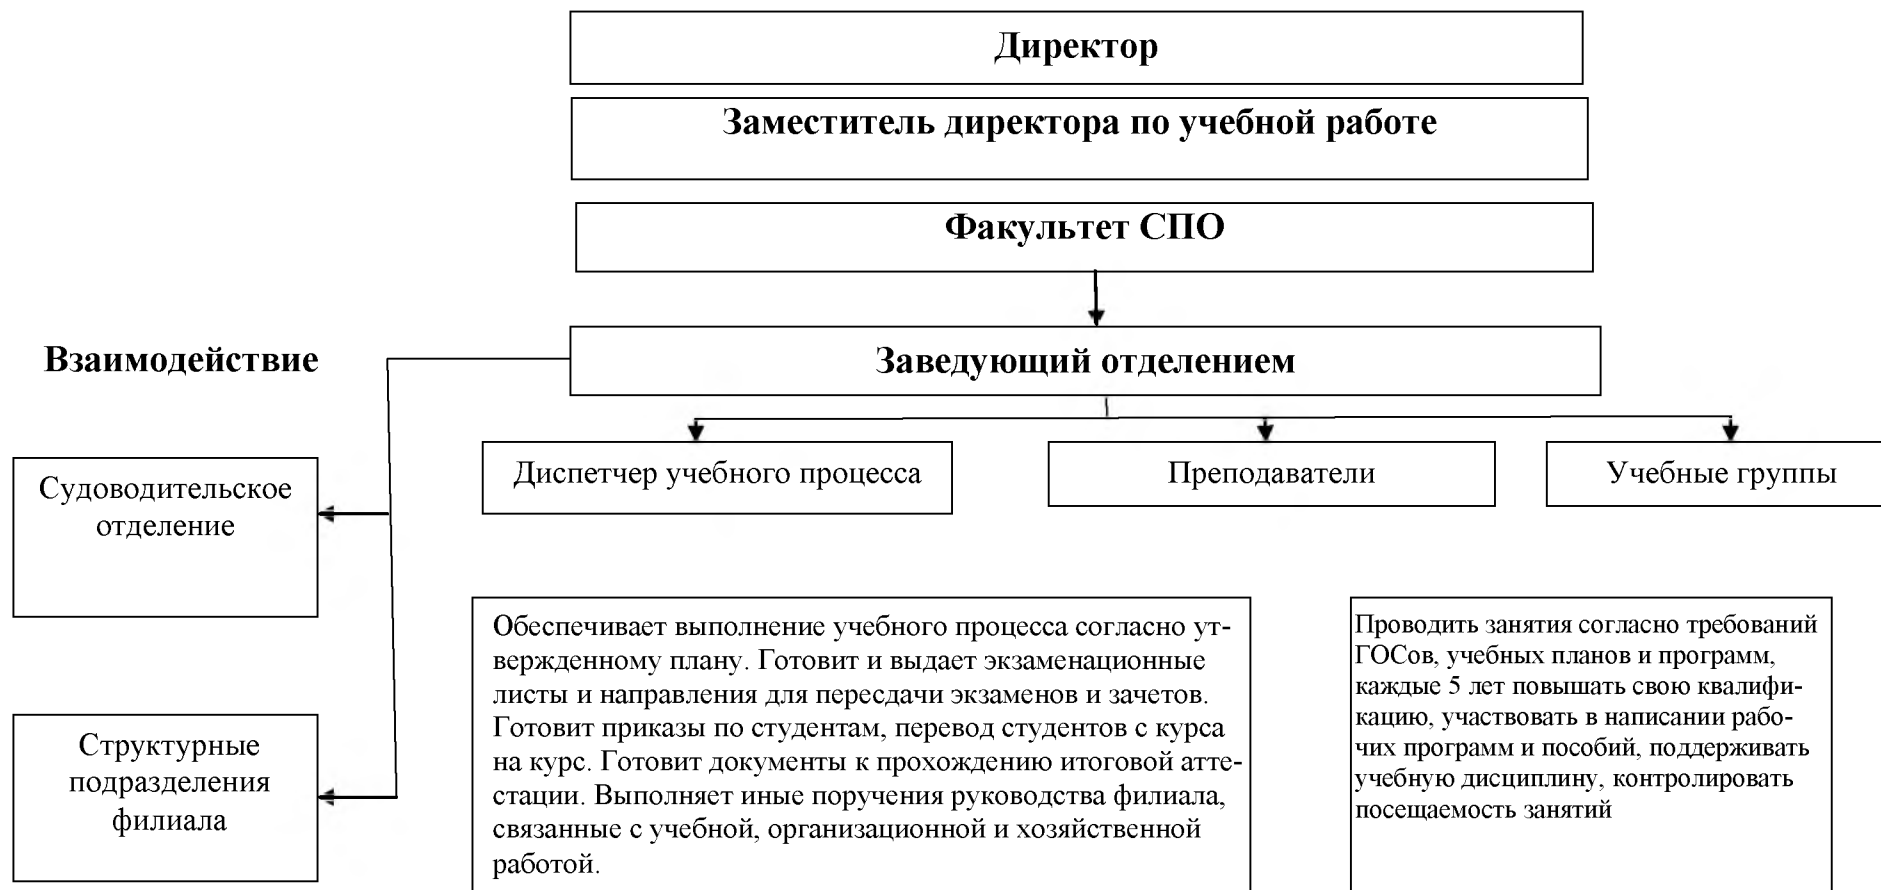 Директор
Заместитель директора по учебной работе
Факультет СПО
Взаимодействие
Заведующий отделением
Диспетчер учебного процесса
Преподаватели
Учебные группы
Судоводительское
отделение
Структурные
подразделения
филиала
Обеспечивает выполнение учебного процесса согласно ут-
вержденному плану. Готовит и выдает экзаменационные
листы и направления для пересдачи экзаменов и зачетов.
Готовит приказы по студентам, перевод студентов с курса
на курс. Готовит документы к прохождению итоговой атте-
стации. Выполняет иные поручения руководства филиала,
связанные с учебной, организационной и хозяйственной
работой.
Проводить занятия согласно требований
ГОСов, учебных планов и программ,
каждые 5 лет повышать свою квалифи-
кацию, участвовать в написании рабо-
чих программ и пособий, поддерживать
учебную дисциплину, контролировать
посещаемость занятий